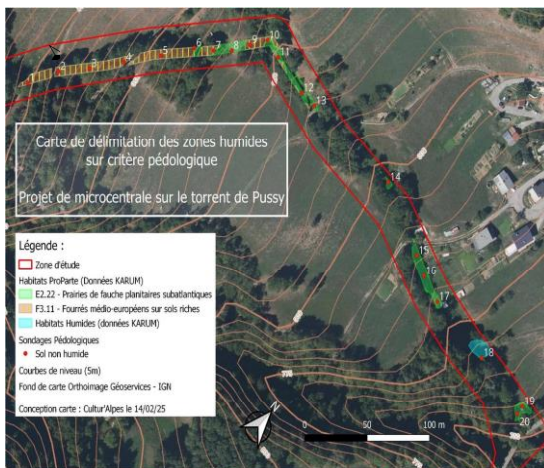 1
2
3
4
5
6
7
8
9
10
11
12
13
14
15
16
17
18
19
20
Carte de délimitation des zones humides
sur critère pédologique
Projet de microcentrale sur le torrent de Pussy
Légende :
Zone d'étude
Habitats ProParte (Données KARUM)
E2.22 - Prairies de fauche planitaires subatlantiques
F3.11 - Fourrés médio-européens sur sols riches
Habitats Humides (données KARUM)
Sondages Pédologiques
Sol non humide
Courbes de niveau (5m)
Fond de carte Orthoimage Géoservices - IGN
Conception carte : Cultur'Alpes le 14/02/25
N
0 50 100 m